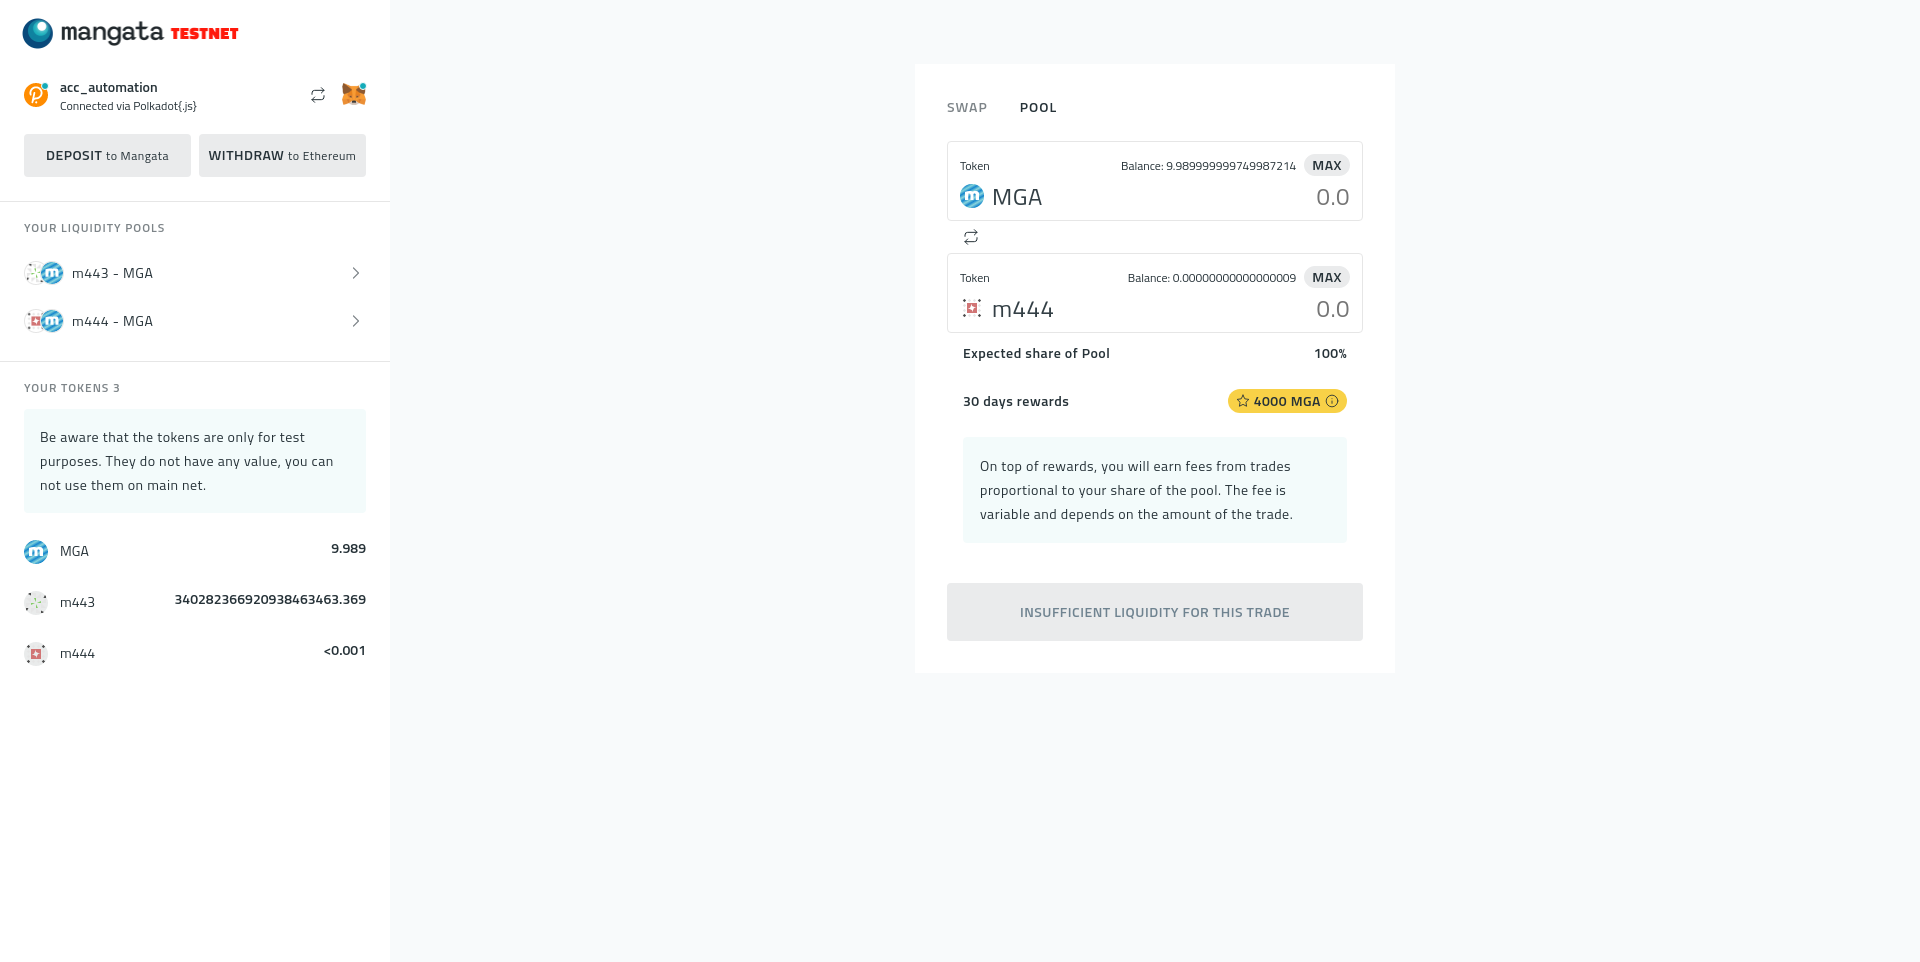 mangata TESTNET
acc_automation
Connected via Polkadot{.js}
DEPOSIT to Mangata
WITHDRAW to Ethereum
YOUR LIQUIDITY POOLS
m443 - MGA
m444 - MGA
YOUR TOKENS 3
Be aware that the tokens are only for test
purposes. They do not have any value, you can
not use them on main net.
MGA 9.989
m443 340282366920938463463.369
m444 <0.001
SWAP POOL
Token Balance: 9.989999999749987214 MAX
MGA 0.0
Token Balance: 0.00000000000000009 MAX
m444 0.0
Expected share of Pool 100%
30 days rewards 4000 MGA
On top of rewards, you will earn fees from trades
proportional to your share of the pool. The fee is
variable and depends on the amount of the trade.
INSUFFICIENT LIQUIDITY FOR THIS TRADE